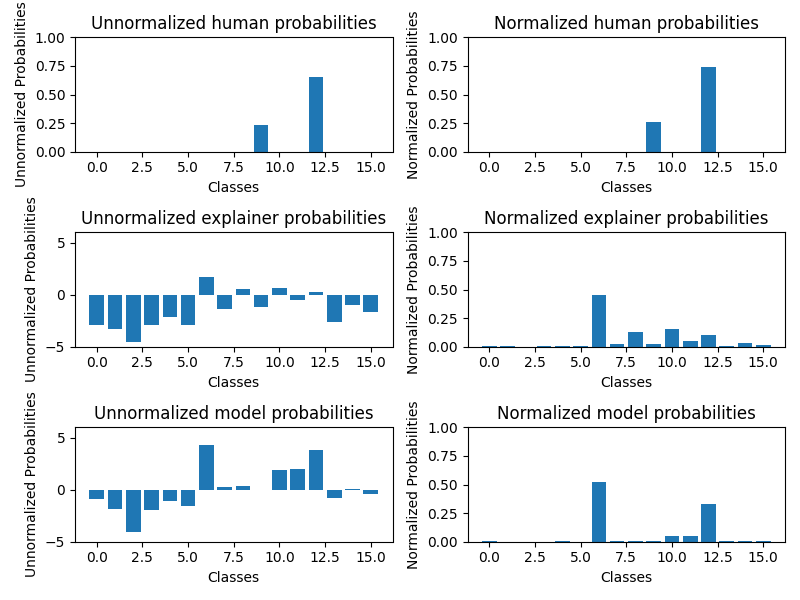 Unnormalized human probabilities
Unnormalized Probabilities
1.00
0.75
0.50
0.25
0.00
0.0 2.5 5.0 7.5 10.0 12.5 15.0
Classes
Normalized human probabilities
Normalized Probabilities
1.00
0.75
0.50
0.25
0.00
0.0 2.5 5.0 7.5 10.0 12.5 15.0
Classes
Unnormalized explainer probabilities
Unnormalized Probabilities
5
0
−5
0.0 2.5 5.0 7.5 10.0 12.5 15.0
Classes
Normalized explainer probabilities
Normalized Probabilities
1.00
0.75
0.50
0.25
0.00
0.0 2.5 5.0 7.5 10.0 12.5 15.0
Classes
Unnormalized model probabilities
Unnormalized Probabilities
5
0
−5
0.0 2.5 5.0 7.5 10.0 12.5 15.0
Classes
Normalized model probabilities
Normalized Probabilities
1.00
0.75
0.50
0.25
0.00
0.0 2.5 5.0 7.5 10.0 12.5 15.0
Classes